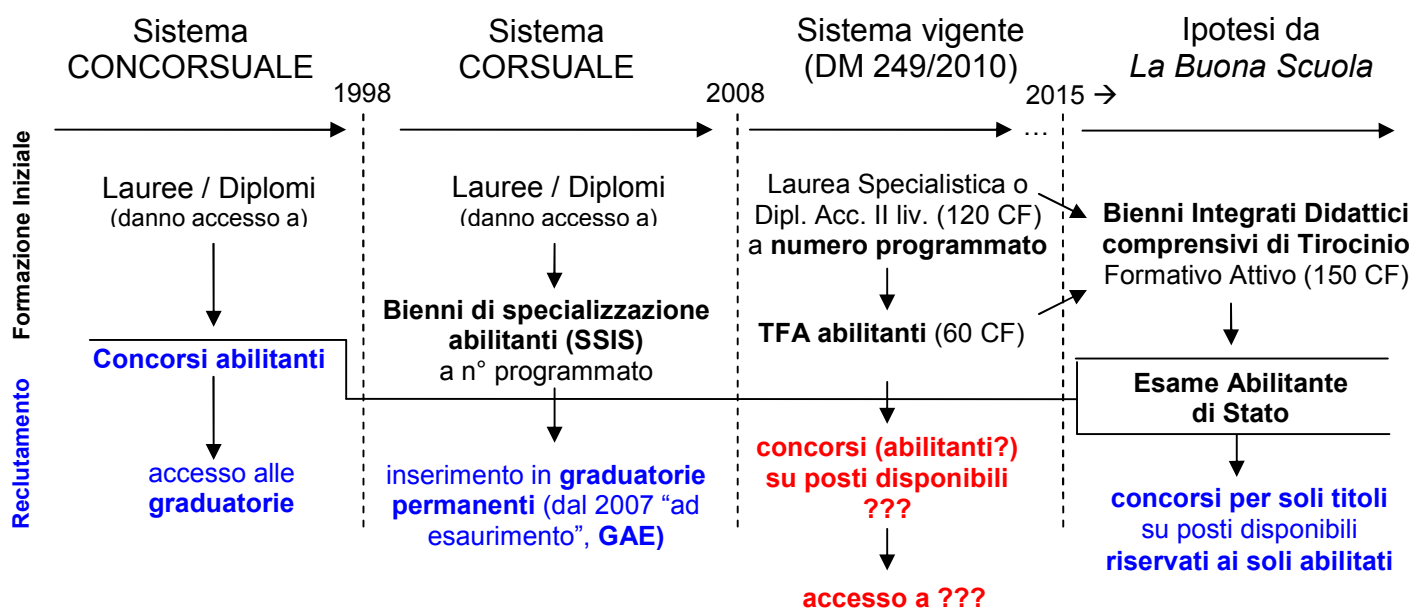 Sistema
CONCORSUALE
Sistema
CORSUALE
Sistema vigente
(DM 249/2010)
Ipotesi da
La Buona Scuola
1998
2008
2015 →
...
Formazione Iniziale
Lauree / Diplomi
(danno accesso a)
Concorsi abilitanti
Lauree / Diplomi
(danno accesso a)
Bienni di specializzazione
abilitanti (SSIS)
a n° programmato
Laurea Specialistica o
Dipl. Acc. II liv. (120 CF)
a numero programmato
TFA abilitanti (60 CF)
Bienni Integrati Didattici
comprensivi di Tirocinio
Formativo Attivo (150 CF)
Esame Abilitante
di Stato
Reclutamento
accesso alle
graduatorie
inserimento in graduatorie
permanenti (dal 2007 “ad
esaurimento”, GAE)
concorsi (abilitanti?)
su posti disponibili
???
accesso a ???
concorsi per soli titoli
su posti disponibili
riservati ai soli abilitati